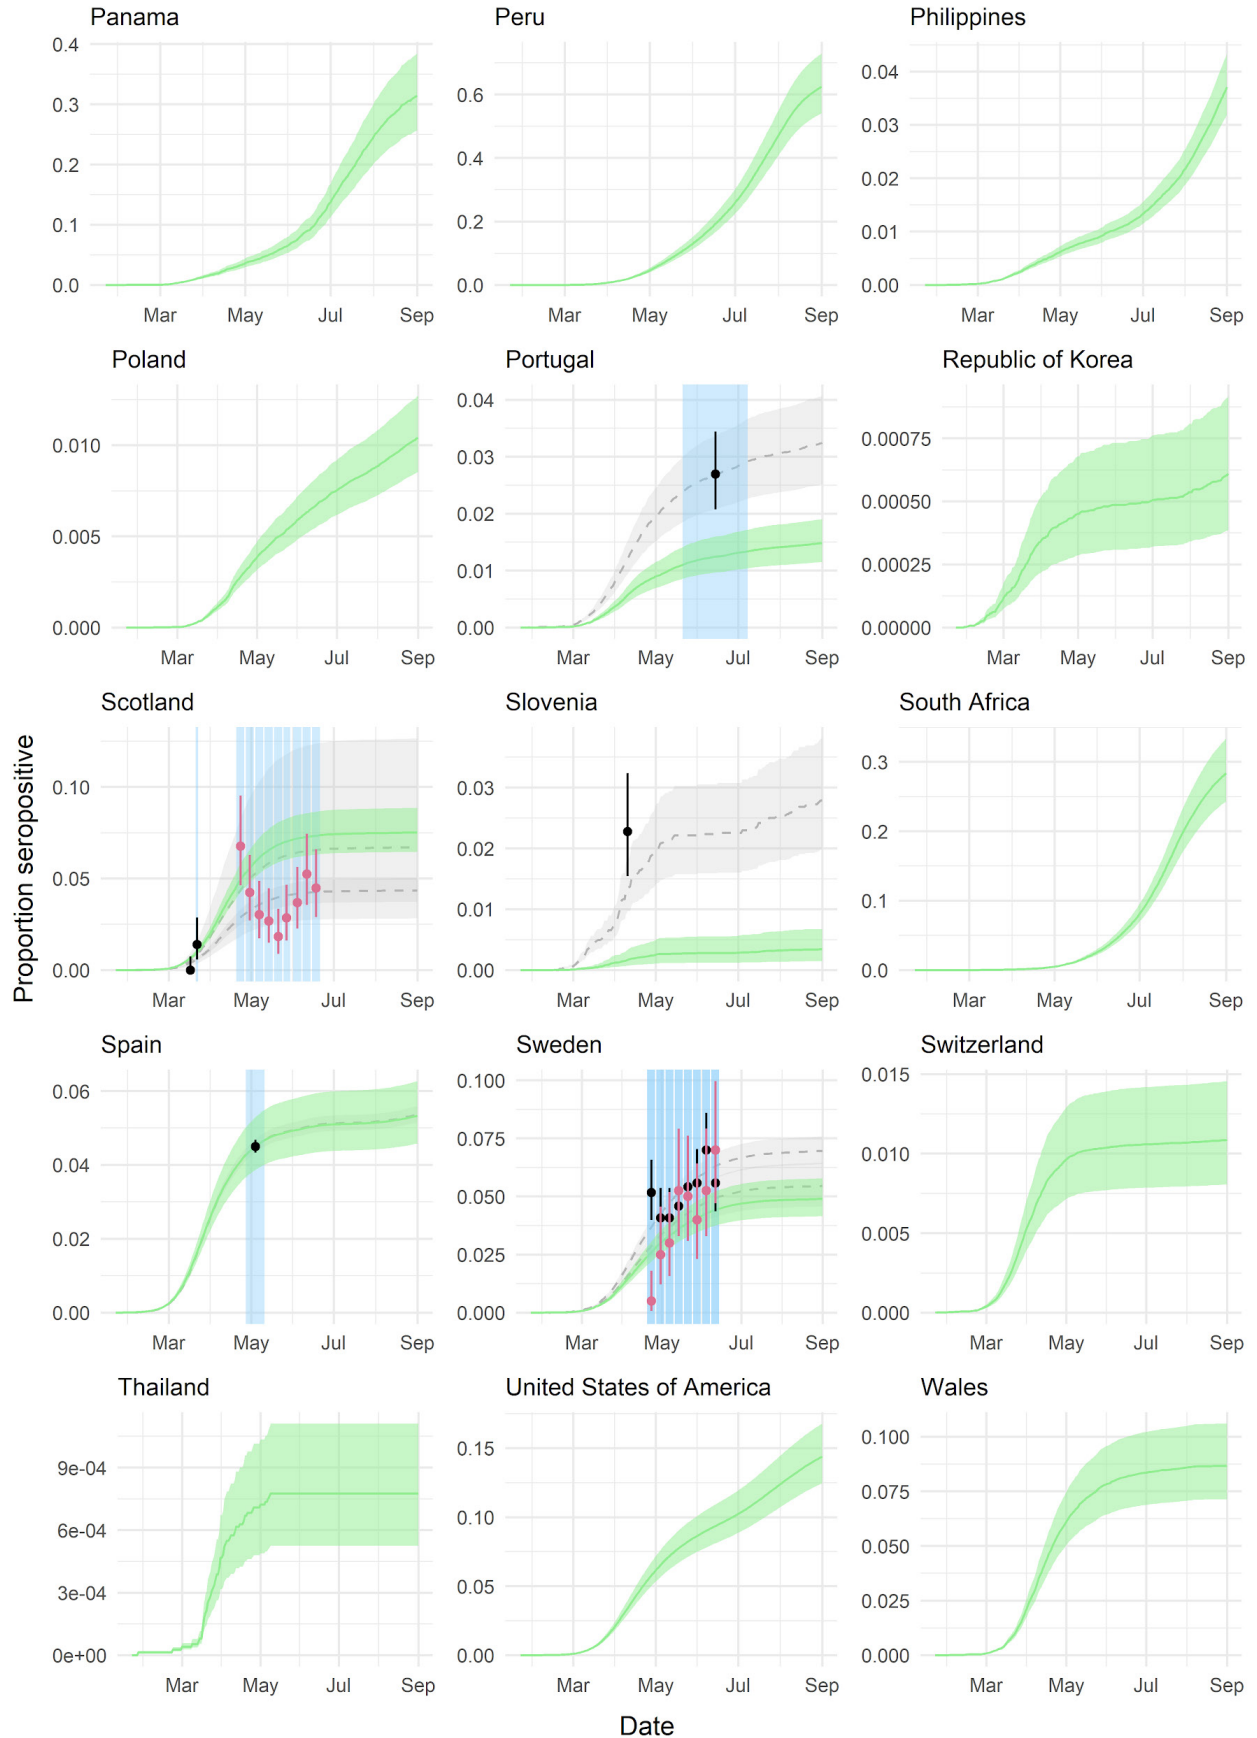 Panama
Peru
Philippines
0.4
0.3
0.2
0.1
0.0
Mar May Jul Sep
0.6
0.4
0.2
0.0
Mar May Jul Sep
0.04
0.03
0.02
0.01
0.00
Mar May Jul Sep
Poland
Portugal
Republic of Korea
0.010
0.005
0.000
Mar May Jul Sep
0.04
0.03
0.02
0.01
0.00
Mar May Jul Sep
0.00075
0.00050
0.00025
0.00000
Mar May Jul Sep
Proportion seropositive
Scotland
Slovenia
South Africa
0.10
0.05
0.00
Mar May Jul Sep
0.03
0.02
0.01
0.00
Mar May Jul Sep
0.3
0.2
0.1
0.0
Mar May Jul Sep
Spain
Sweden
Switzerland
0.06
0.04
0.02
0.00
Mar May Jul Sep
0.100
0.075
0.050
0.025
0.000
Mar May Jul Sep
0.015
0.010
0.005
0.000
Mar May Jul Sep
Thailand
United States of America
Wales
9e-04
6e-04
3e-04
0e+00
Mar May Jul Sep
0.15
0.10
0.05
0.00
Mar May Jul Sep
0.100
0.075
0.050
0.025
0.000
Mar May Jul Sep
Date